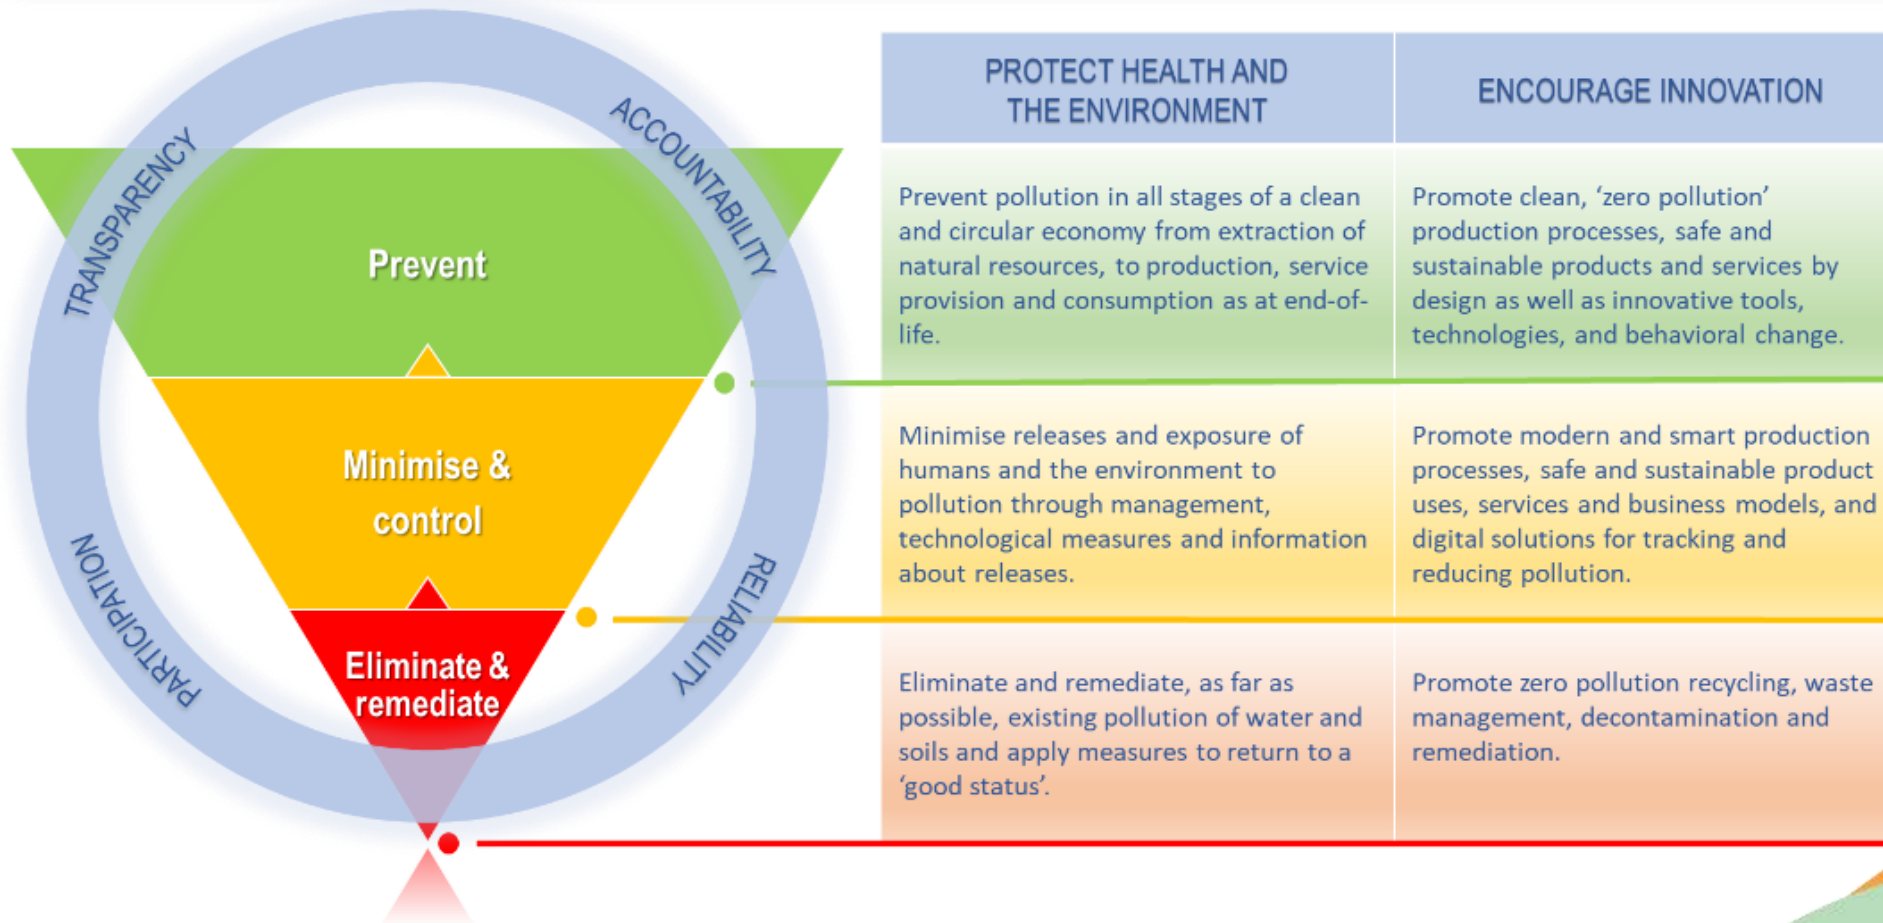 TRANSPARENCY
ACCOUNTABILITY
PARTICIPATION
RELIABILITY
Prevent
Minimise &
control
Eliminate &
remediate
PROTECT HEALTH AND
THE ENVIRONMENT
ENCOURAGE INNOVATION
Prevent pollution in all stages of a clean
and circular economy from extraction of
natural resources, to production, service
provision and consumption as at end-of-
life.
Promote clean, ‘zero pollution’
production processes, safe and
sustainable products and services by
design as well as innovative tools,
technologies, and behavioral change.
Minimise releases and exposure of
humans and the environment to
pollution through management,
technological measures and information
about releases.
Promote modern and smart production
processes, safe and sustainable product
uses, services and business models, and
digital solutions for tracking and
reducing pollution.
Eliminate and remediate, as far as
possible, existing pollution of water and
soils and apply measures to return to a
‘good status’.
Promote zero pollution recycling, waste
management, decontamination and
remediation.